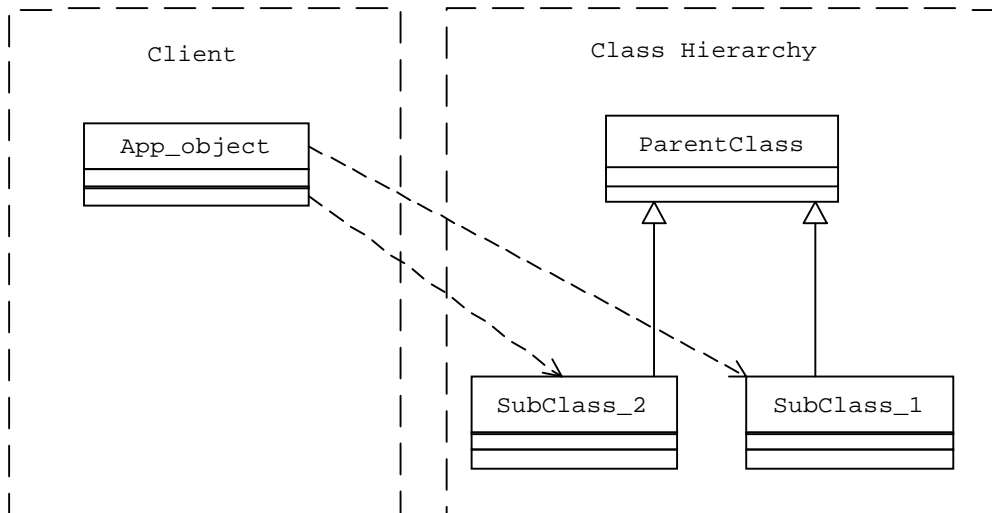 Client
Class Hierarchy
App_object
ParentClass
SubClass_2
SubClass_1